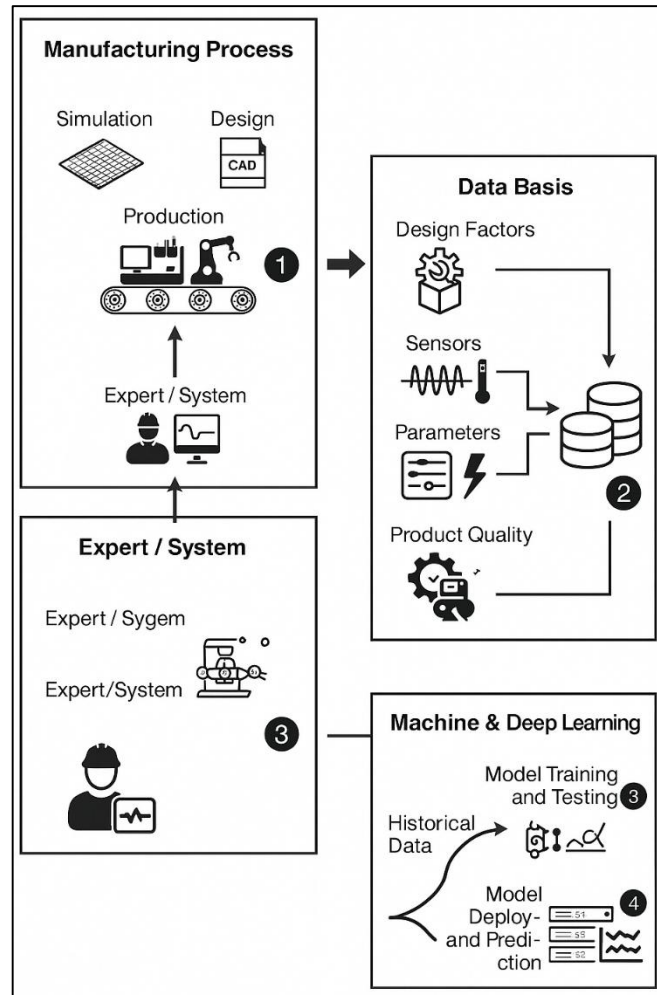 Manufacturing Process
Simulation
Design
CAD
Production
1
Expert / System
Data Basis
Design Factors
Sensors
Parameters
2
Product Quality
Expert / System
Expert / Sygem
Expert/System
3
Machine & Deep Learning
Model Training
and Testing
3
Historical
Data
Model
Deploy-
and Predi-
ction
4